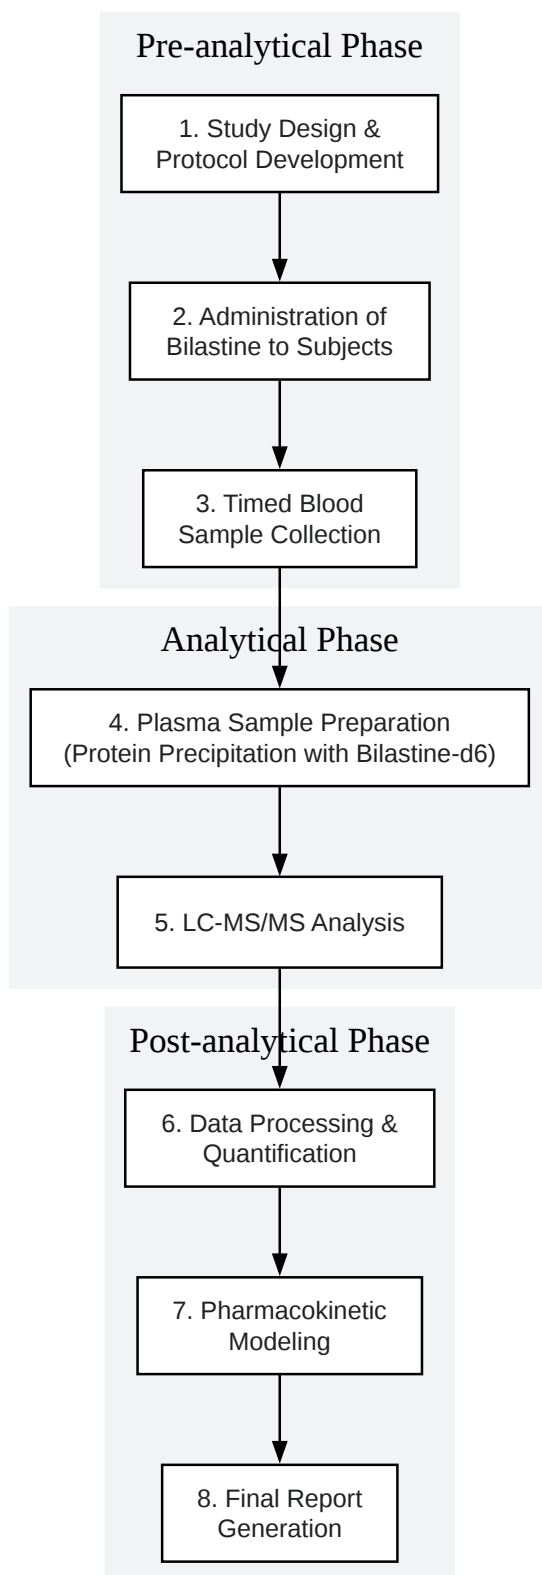 Pre-analytical Phase
1. Study Design &
Protocol Development
2. Administration of
Bilastine to Subjects
3. Timed Blood
Sample Collection
Analytical Phase
4. Plasma Sample Preparation
(Protein Precipitation with Bilastine-d6)
5. LC-MS/MS Analysis
Post-analytical Phase
6. Data Processing &
Quantification
7. Pharmacokinetic
Modeling
8. Final Report
Generation